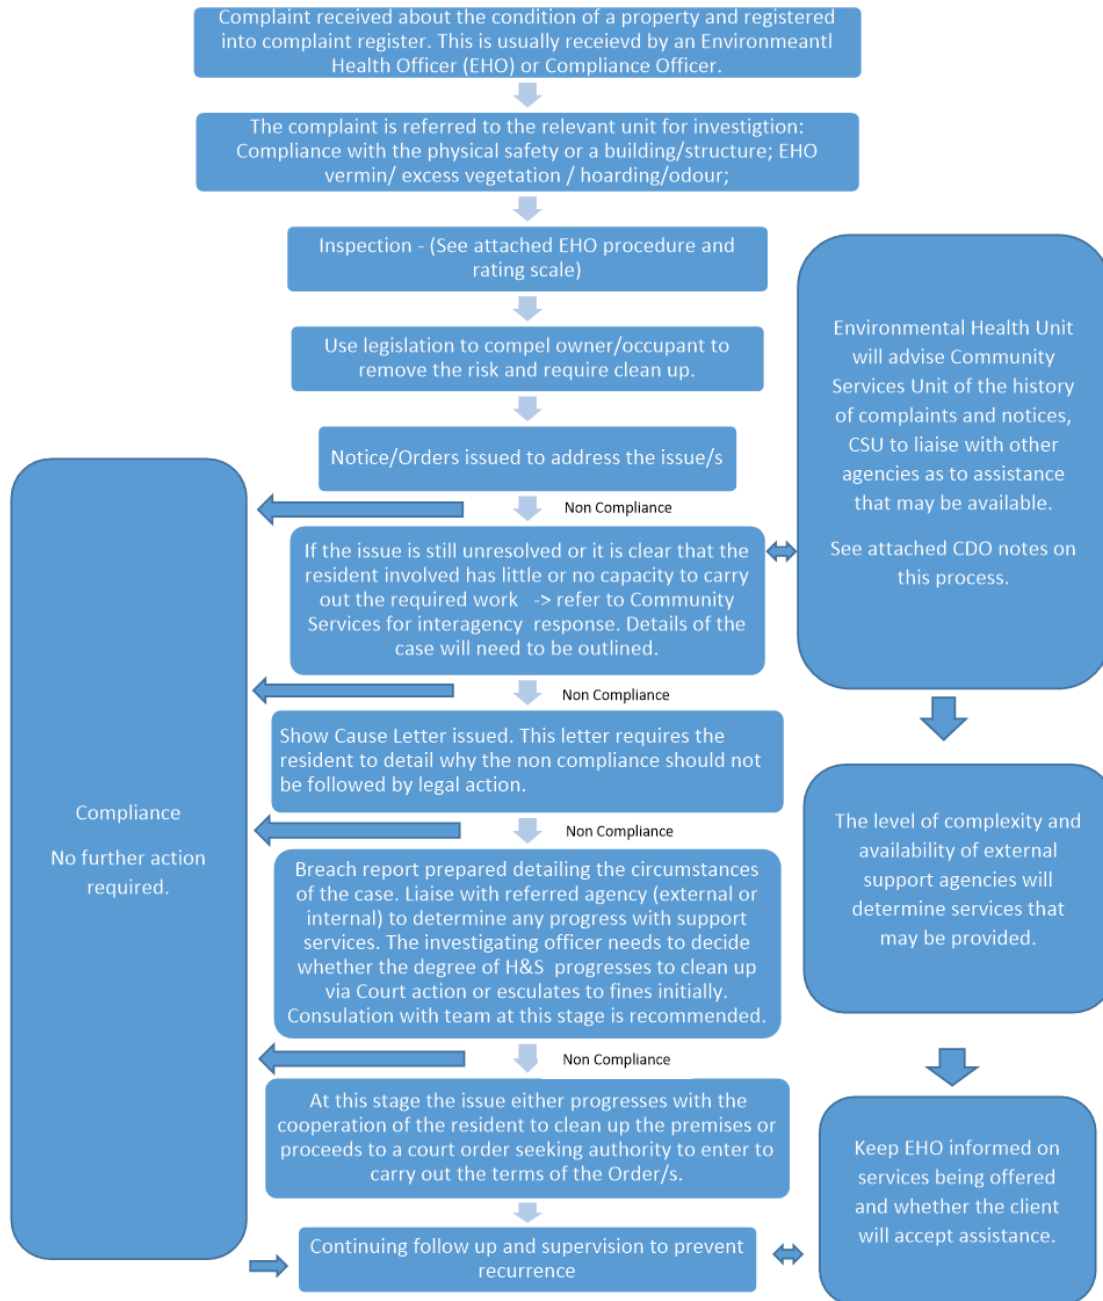 Complaint received about the condition of a property and registered
into complaint register. This is usually receievd by an Environmeantl
Health Officer (EHO) or Compliance Officer.
The complaint is referred to the relevant unit for investigtion:
Compliance with the physical safety or a building/structure; EHO
vermin/ excess vegetation / hoarding/odour;
Inspection - (See attached EHO procedure and
rating scale)
Use legislation to compel owner/occupant to
remove the risk and require clean up.
Notice/Orders issued to address the issue/s
Non Compliance
If the issue is still unresolved or it is clear that the
resident involved has little or no capacity to carry
out the required work -> refer to Community
Services for interagency response. Details of the
case will need to be outlined.
Non Compliance
Show Cause Letter issued. This letter requires the
resident to detail why the non compliance should not
be followed by legal action.
Non Compliance
Breach report prepared detailing the circumstances
of the case. Liaise with referred agency (external or
internal) to determine any progress with support
services. The investigating officer needs to decide
whether the degree of H&S progresses to clean up
via Court action or esculates to fines initially.
Consulation with team at this stage is recommended.
Non Compliance
At this stage the issue either progresses with the
cooperation of the resident to clean up the premises or
proceeds to a court order seeking authority to enter to
carry out the terms of the Order/s.
Continuing follow up and supervision to prevent
recurrence
Compliance
No further action
required.
Environmental Health Unit
will advise Community
Services Unit of the history
of complaints and notices,
CSU to liaise with other
agencies as to assistance
that may be available.
See attached CDO notes on
this process.
The level of complexity and
availability of external
support agencies will
determine services that
may be provided.
Keep EHO informed on
services being offered
and whether the client
will accept assistance.